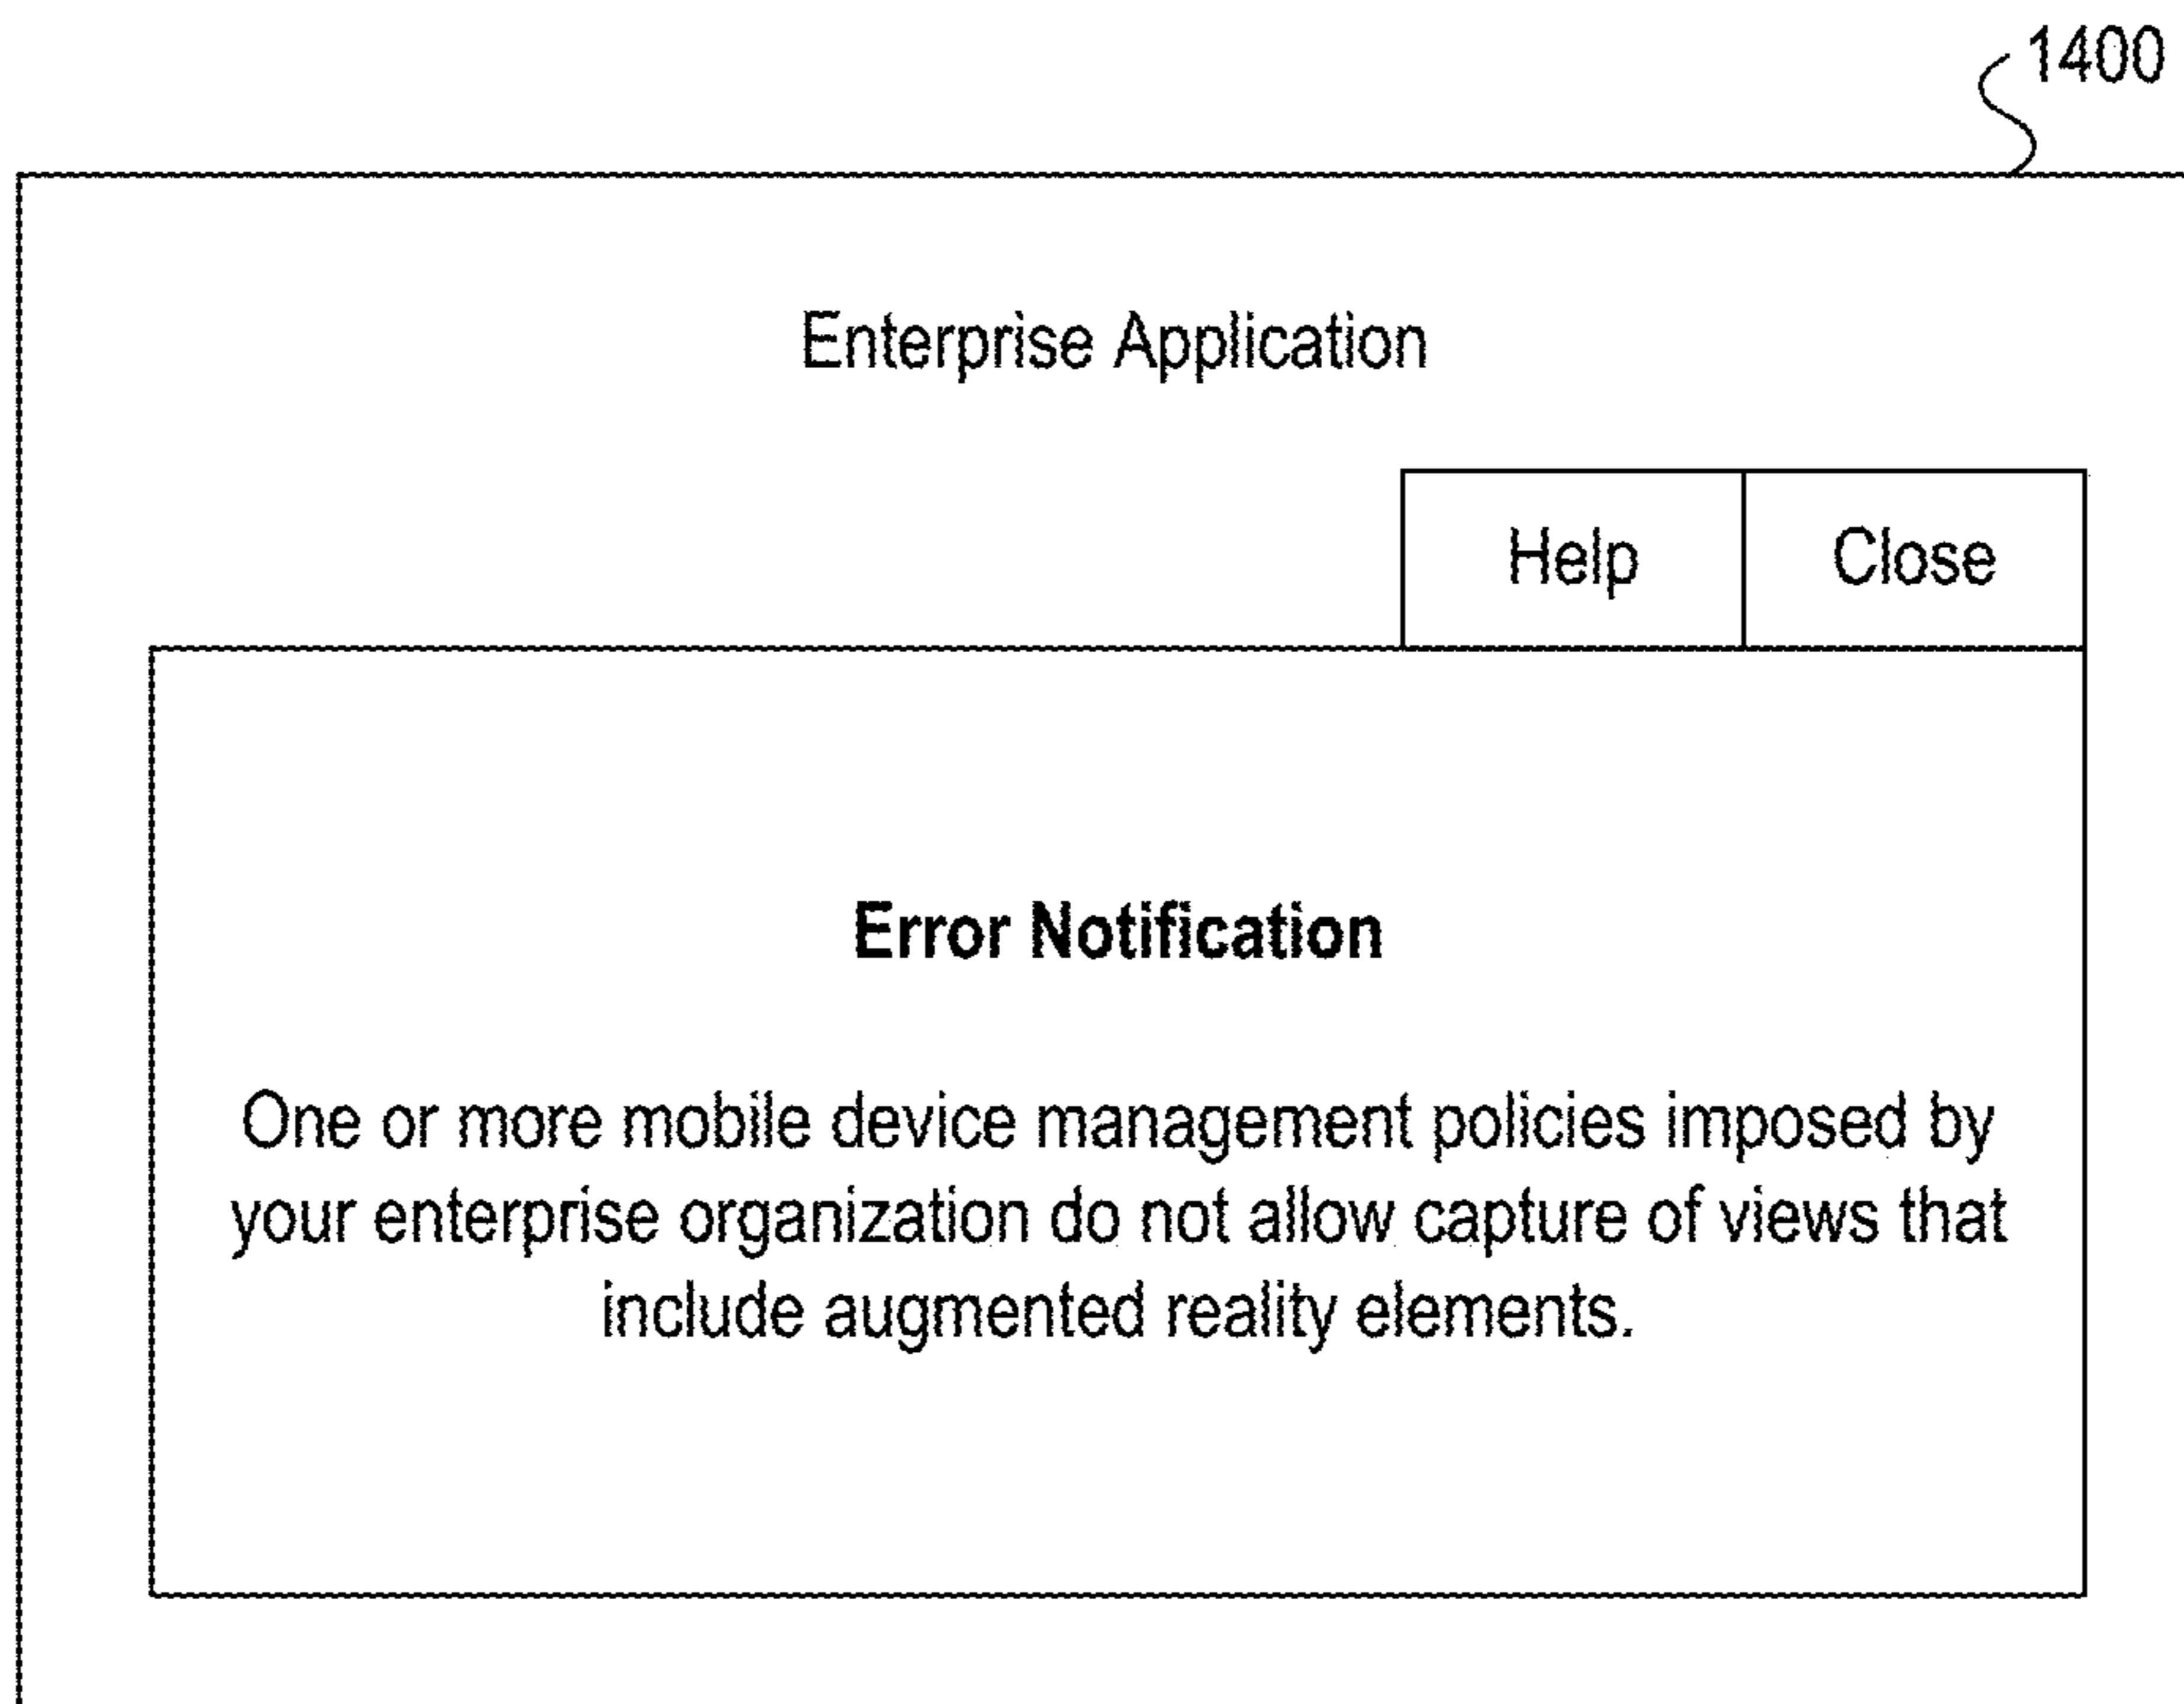 1400
Enterprise Application
Help Close
Error Notification
One or more mobile device management policies imposed by
your enterprise organization do not allow capture of views that
include augmented reality elements.